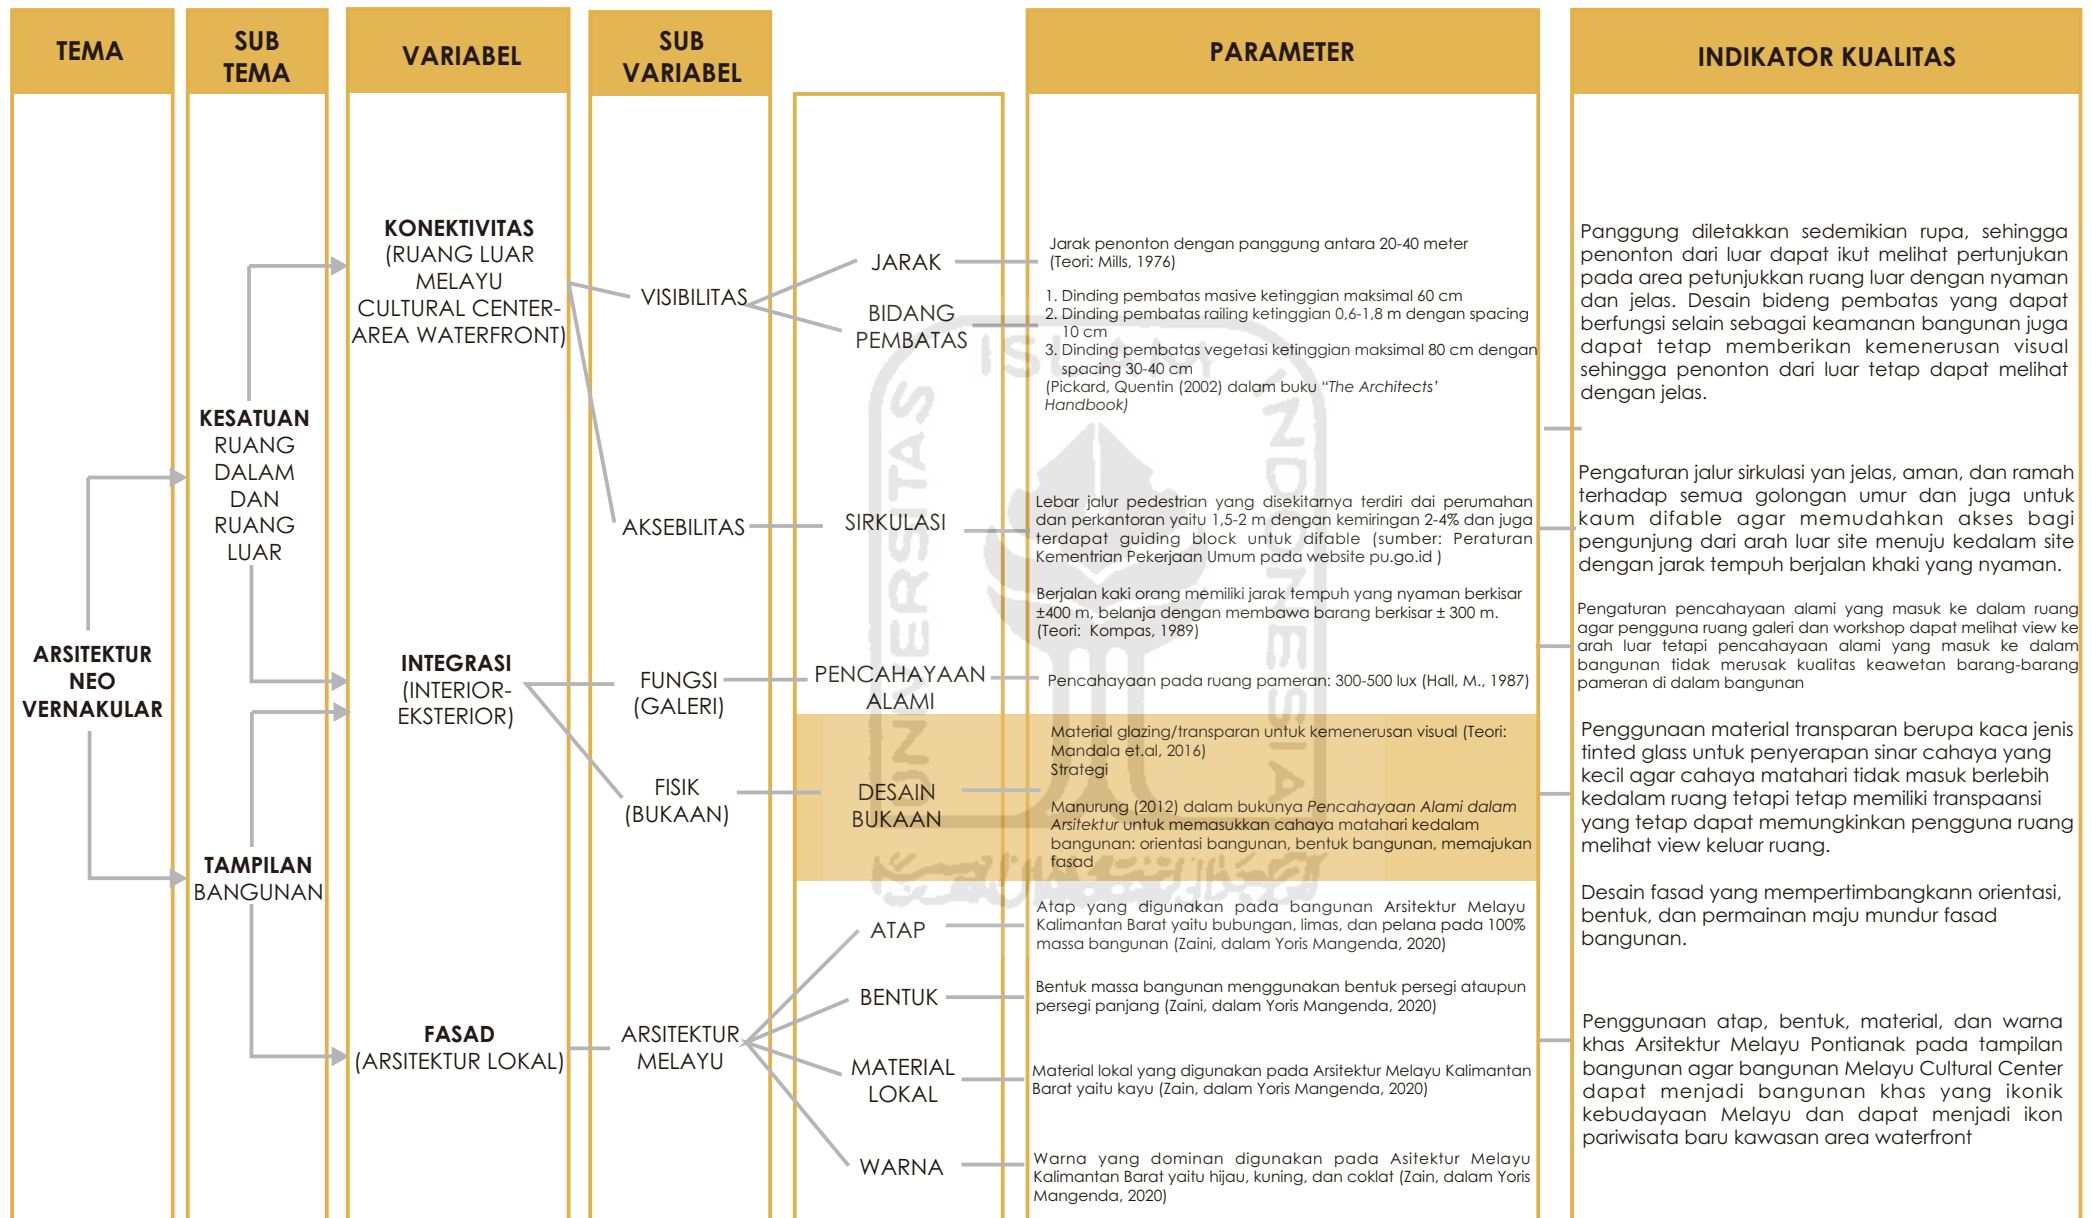 TEMA
SUB
TEMA
VARIABEL
SUB
VARIABEL
PARAMETER
INDIKATOR KUALITAS
ARSITEKTUR
NEO
VERNAKULAR
KESATUAN
RUANG
DALAM
DAN
RUANG
LUAR
TAMPILAN
BANGUNAN
KONEKTIVITAS
(RUANG LUAR
MELAYU
CULTURAL CENTER-
AREA WATERFRONT)
INTEGRASI
(INTERIOR-
EKSTERIOR)
FASAD
(ARSITEKTUR LOKAL)
VISIBILITAS
AKSEBILITAS
FUNGSI
(GALERI)
FISIK
(BUKAAN)
ARSITEKTUR
MELAYU
JARAK
BIDANG
PEMBATAS
SIRKULASI
PENCAHAYAAN
ALAMI
DESAIN
BUKAAN
ATAP
BENTUK
MATERIAL
LOKAL
WARNA
Jarak penonton dengan panggung antara 20-40 meter
(Teori: Mills, 1976)
1. Dinding pembatas masive ketinggian maksimal 60 cm
2. Dinding pembatas railing ketinggian 0,6-1,8 m dengan spacing
10 cm
3. Dinding pembatas vegetasi ketinggian maksimal 80 cm dengan
spacing 30-40 cm
(Pickard, Quentin (2002) dalam buku “The Architects’
Handbook)
Lebar jalur pedestrian yang disekitarnya terdiri dai perumahan
dan perkantoran yaitu 1,5-2 m dengan kemiringan 2-4% dan juga
terdapat guiding block untuk difable (sumber: Peraturan
Kementrian Pekerjaan Umum pada website pu.go.id )
Berjalan kaki orang memiliki jarak tempuh yang nyaman berkisar
±400 m, belanja dengan membawa barang berkisar ± 300 m.
(Teori: Kompas, 1989)
Pencahayaan pada ruang pameran: 300-500 lux (Hall, M., 1987)
Material glazing/transparan untuk kemenerusan visual (Teori:
Mandala et.al, 2016)
Strategi
Manurung (2012) dalam bukunya Pencahayaan Alami dalam
Arsitektur untuk memasukkan cahaya matahari kedalam
bangunan: orientasi bangunan, bentuk bangunan, memajukan
fasad
Atap yang digunakan pada bangunan Arsitektur Melayu
Kalimantan Barat yaitu bubungan, limas, dan pelana pada 100%
massa bangunan (Zaini, dalam Yoris Mangenda, 2020)
Bentuk massa bangunan menggunakan bentuk persegi ataupun
persegi panjang (Zaini, dalam Yoris Mangenda, 2020)
Material lokal yang digunakan pada Arsitektur Melayu Kalimantan
Barat yaitu kayu (Zain, dalam Yoris Mangenda, 2020)
Warna yang dominan digunakan pada Asitektur Melayu
Kalimantan Barat yaitu hijau, kuning, dan coklat (Zain, dalam Yoris
Mangenda, 2020)
Panggung diletakkan sedemikian rupa, sehingga
penonton dari luar dapat ikut melihat pertunjukan
pada area petunjukkan ruang luar dengan nyaman
dan jelas. Desain bideng pembatas yang dapat
berfungsi selain sebagai keamanan bangunan juga
dapat tetap memberikan kemenerusan visual
sehingga penonton dari luar tetap dapat melihat
dengan jelas.
Pengaturan jalur sirkulasi yan jelas, aman, dan ramah
terhadap semua golongan umur dan juga untuk
kaum difable agar memudahkan akses bagi
pengunjung dari arah luar site menuju kedalam site
dengan jarak tempuh berjalan khaki yang nyaman.
Pengaturan pencahayaan alami yang masuk ke dalam ruang
agar pengguna ruang galeri dan workshop dapat melihat view ke
arah luar tetapi pencahayaan alami yang masuk ke dalam
bangunan tidak merusak kualitas keawetan barang-barang
pameran di dalam bangunan
Penggunaan material transparan berupa kaca jenis
tinted glass untuk penyerapan sinar cahaya yang
kecil agar cahaya matahari tidak masuk berlebih
kedalam ruang tetapi tetap memiliki transpaansi
yang tetap dapat memungkinkan pengguna ruang
melihat view keluar ruang.
Desain fasad yang mempertimbangkann orientasi,
bentuk, dan permainan maju mundur fasad
bangunan.
Penggunaan atap, bentuk, material, dan warna
khas Arsitektur Melayu Pontianak pada tampilan
bangunan agar bangunan Melayu Cultural Center
dapat menjadi bangunan khas yang ikonik
kebudayaan Melayu dan dapat menjadi ikon
pariwisata baru kawasan area waterfront
UNIVERSITAS
ISLAM
INDONESIA